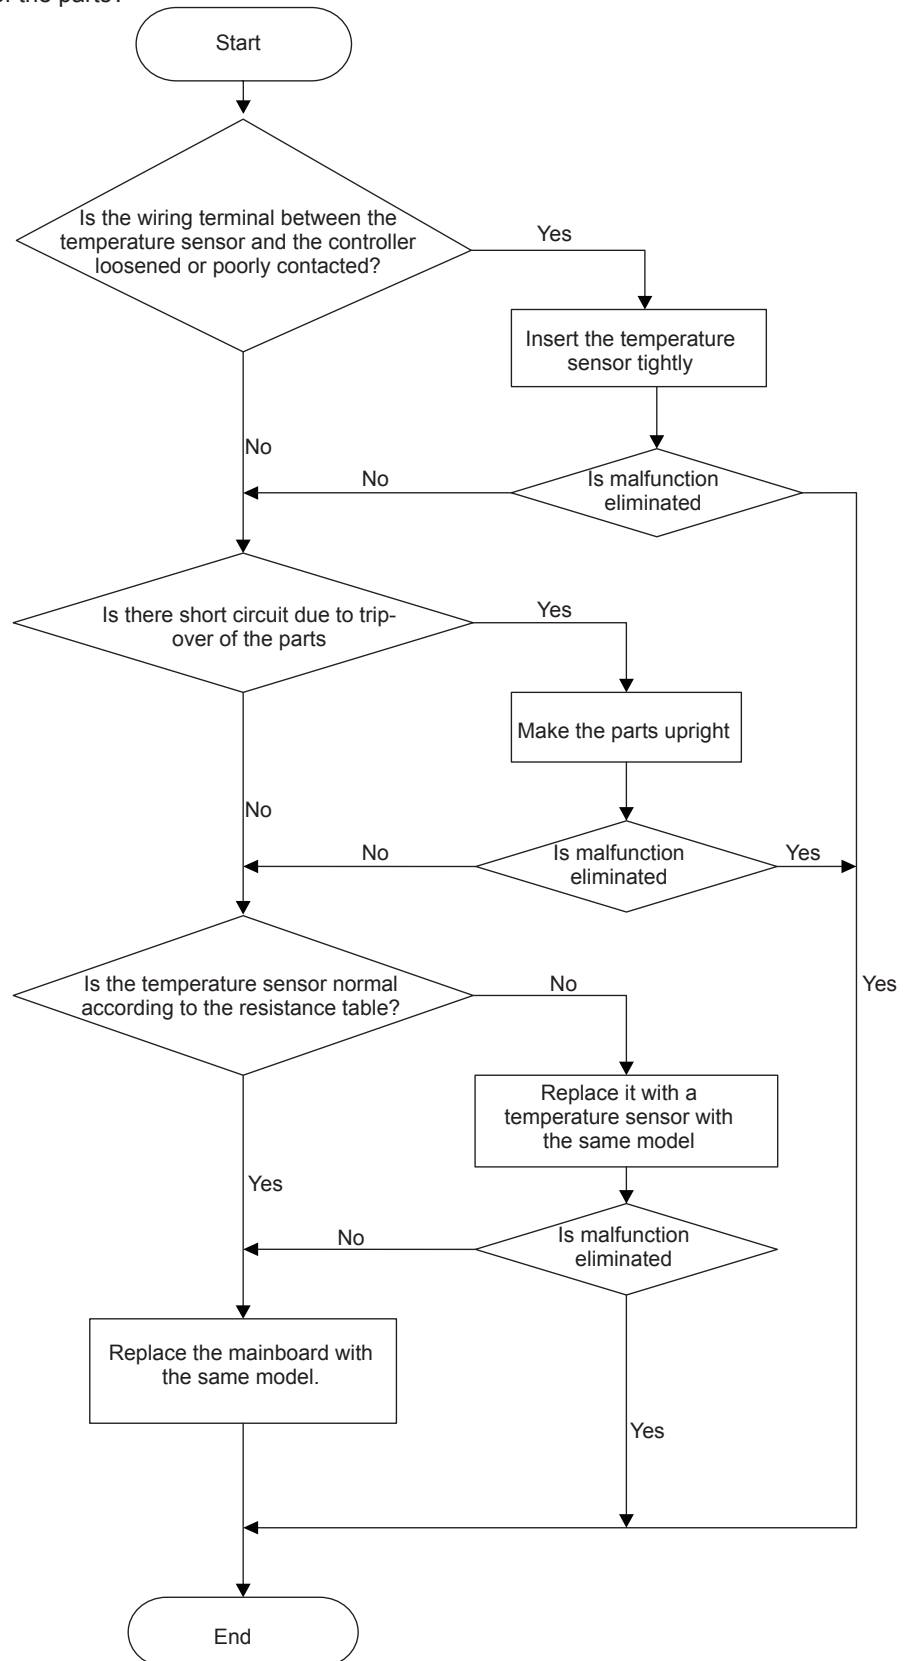 of the parts?
Start
Is the wiring terminal between the
temperature sensor and the controller
loosened or poorly contacted?
Yes
Insert the temperature
sensor tightly
No
No
Is malfunction
eliminated
Is there short circuit due to trip-
over of the parts
Yes
Make the parts upright
No
No
Is malfunction
eliminated
Yes
Is the temperature sensor normal
according to the resistance table?
No
Yes
Replace it with a
temperature sensor with
the same model
Yes
No
Is malfunction
eliminated
Replace the mainboard with
the same model.
Yes
End